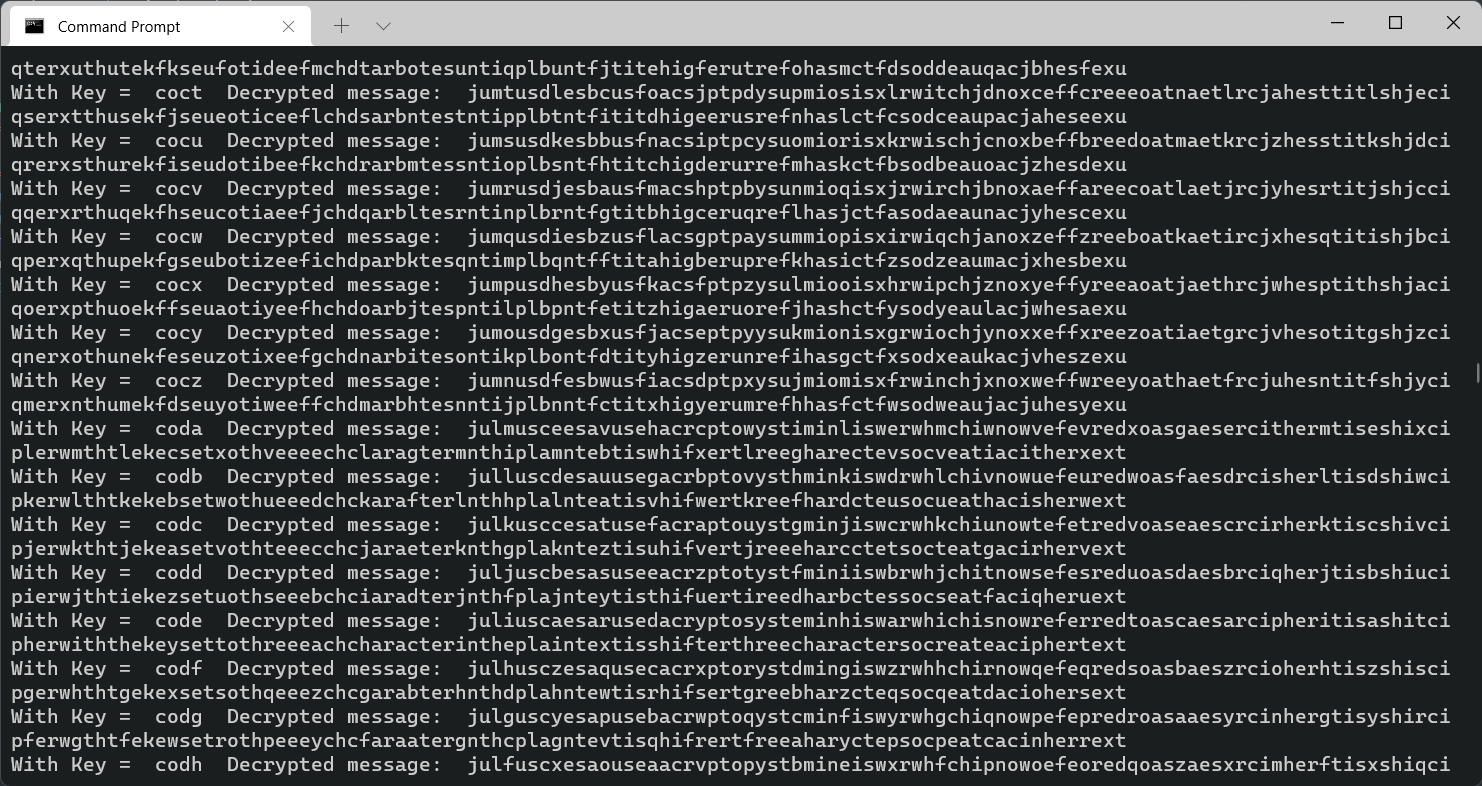 Command Prompt
qterxuthutekfkseufotideefmchdtarbotesuntiqplbuntfjtitehigferutrefohasmctfdsoddeauqacjbhesfexu
With Key =  coct  Decrypted message:  jumtusdlesbcusfoacsjptpdysupmiosisxlrwitchjdnoxceffcreeeoatnaetlrcjahesttitlshjeci
qserxtthusekfjseueoticeeflchdsarbntestntipplbtntfititdhigeerusrefnhaslctfcsodceaupacjaheseexu
With Key =  cocu  Decrypted message:  jumsusdkesbbusfnacsiptpcysuomiorisxkrwischjcnoxbeffbreedoatmaetkrcjzhesstitkshjdci
qrerxsthurekfiseudotibeefkchdrarbmtessntioplbsntfhtitchigderurrefmhaskctfbsodbeauoacjzhesdexu
With Key =  cocv  Decrypted message:  jumrusdjesbausfmacshptpbysunmioqisxjrwirchjbnoxaeffareecoatlaetjrcjyhesrtitjshjcci
qqerxrthuqekfhseucotiaeefjchdqarbltesrntinplbrntfgtitbhigceruqreflhasjctfasodaeaunacjyhescexu
With Key =  cocw  Decrypted message:  jumqusdiesbzusflacsgptpaysummiopisxirwiqchjanoxzeffzreeboatkaetircjxhesqtitishjbci
qperxqthupekfgseubotizeefichdparbktesqntimplbqntfftitahigberuprefkhasictfzsodzeaumacjxhesbexu
With Key =  cocx  Decrypted message:  jumpusdhesbyusfkacsfptpzysulmiooisxhrwipchjznoxyeffyreeaoatjaethrcjwhesptithshjaci
qoerxpthuoekffseuaotiyeefhchdoarbjtespntilplbpntfetitzhigaeruorefjhashctfysodyeaulacjwhesaexu
With Key =  cocy  Decrypted message:  jumousdgesbxusfjacseptpyysukmionisxgrwiochjynoxxeffxreezoatiaetgrcjvhesotitgshjzci
qnerxothunekfeseuzotixeefgchdnarbitesontikplbontfdtityhigzerunrefihasgctfxsodxeaukacjvheszexu
With Key =  cocz  Decrypted message:  jumnusdfesbwusfiacsdptpxysujmiomisxfrwinchjxnoxweffwreeyoathaetfrcjuhesntitfshjyci
qmerxnthumekfdseuyotiweeffchdmarbhtesnntijplbnntfctitxhigyerumrefhhasfctfwsodweaujacjuhesyexu
With Key =  coda  Decrypted message:  julmusceesavusehacrcptowystiminliswerwhmchiwnowvefevredxoasgaesercithermtiseshixci
plerwmthtlekecsetxothveeeechclaragtermnthiplamntebtiswhifxertlreegharectevsocveatiacitherxext
With Key =  codb  Decrypted message:  julluscdesauusegacrbptovysthminkiswdrwhlchivnowuefeuredwoasfaesdrcisherltisdshiwci
pkerwlthtkekebsetwothueeedchckarafterlnthhplalnteatisvhifwertkreefhardcteusocueathacisherwext
With Key =  codc  Decrypted message:  julkusccesatusefacraptouystgminjiswcrwhkchiunowtefetredvoaseaescrcirherktiscshivci
pjerwkthtjekeasetvothteeecchcjaraeterknthgplaknteztisuhifvertjreeeharcctetsocteatgacirhervext
With Key =  codd  Decrypted message:  juljuscbesasuseeacrzptotystfminiiswbrwhjchitnowsefesreduoasdaesbrciqherjtisbshiuci
pierwjthtiekezsetuothseeebchciaradterjnthfplajnteytisthifuertireedharbctessocseatfaciqheruext
With Key =  code  Decrypted message:  juliuscaesarusedacryptosysteminhiswarwhichisnowreferredtoascaesarcipheritisashitci
pherwiththekeysettothreeeachcharacterintheplaintextisshifterthreecharactersocreateaciphertext
With Key =  codf  Decrypted message:  julhusczesaqusecacrxptorystdmingiswzrwhhchirnowqefeqredsoasbaeszrcioherhtiszshisci
pgerwhthtgekexsetsothqeeezchcgarabterhnthdplahntewtisrhifsertgreebharzcteqsocqeatdaciohersext
With Key =  codg  Decrypted message:  julguscyesapusebacrwptoqystcminfiswyrwhgchiqnowpefepredroasaaesyrcinhergtisyshirci
pferwgthtfekewsetrothpeeeychcfaraatergnthcplagntevtisqhifrertfreeaharyctepsocpeatcacinherrext
With Key =  codh  Decrypted message:  julfuscxesaouseaacrvptopystbmineiswxrwhfchipnowoefeoredqoaszaesxrcimherftisxshiqci